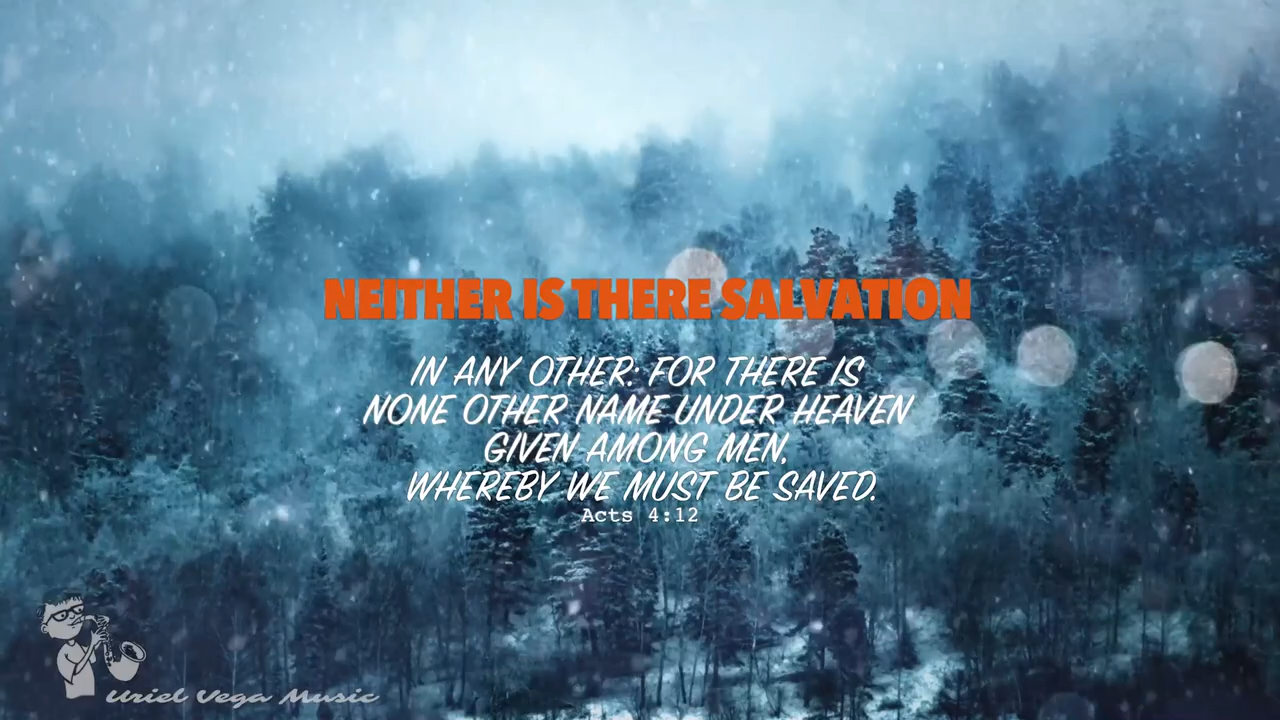 NEITHER IS THERE SALVATION
IN ANY OTHER: FOR THERE IS
NONE OTHER NAME UNDER HEAVEN
GIVEN AMONG MEN,
WHEREBY WE MUST BE SAVED.
Acts 4:12
Uriel Vega Music